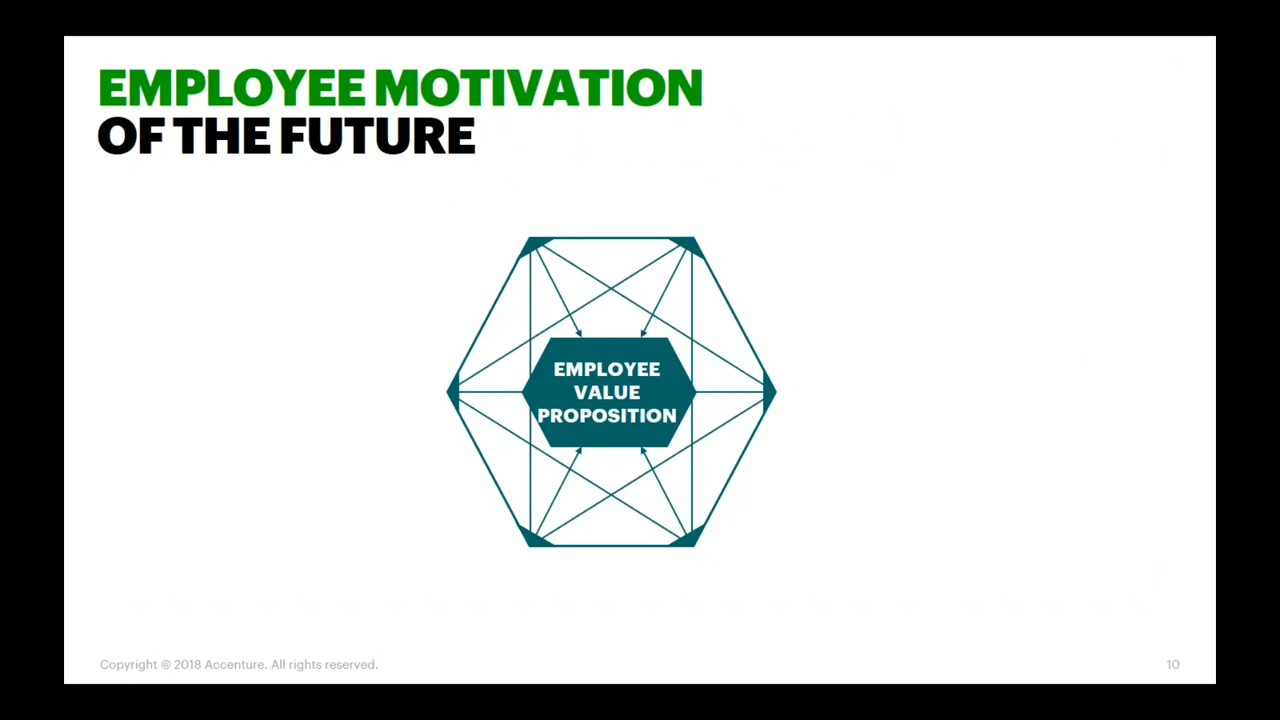 EMPLOYEE MOTIVATION
OF THE FUTURE
EMPLOYEE
VALUE
PROPOSITION
Copyright © 2018 Accenture. All rights reserved.
10